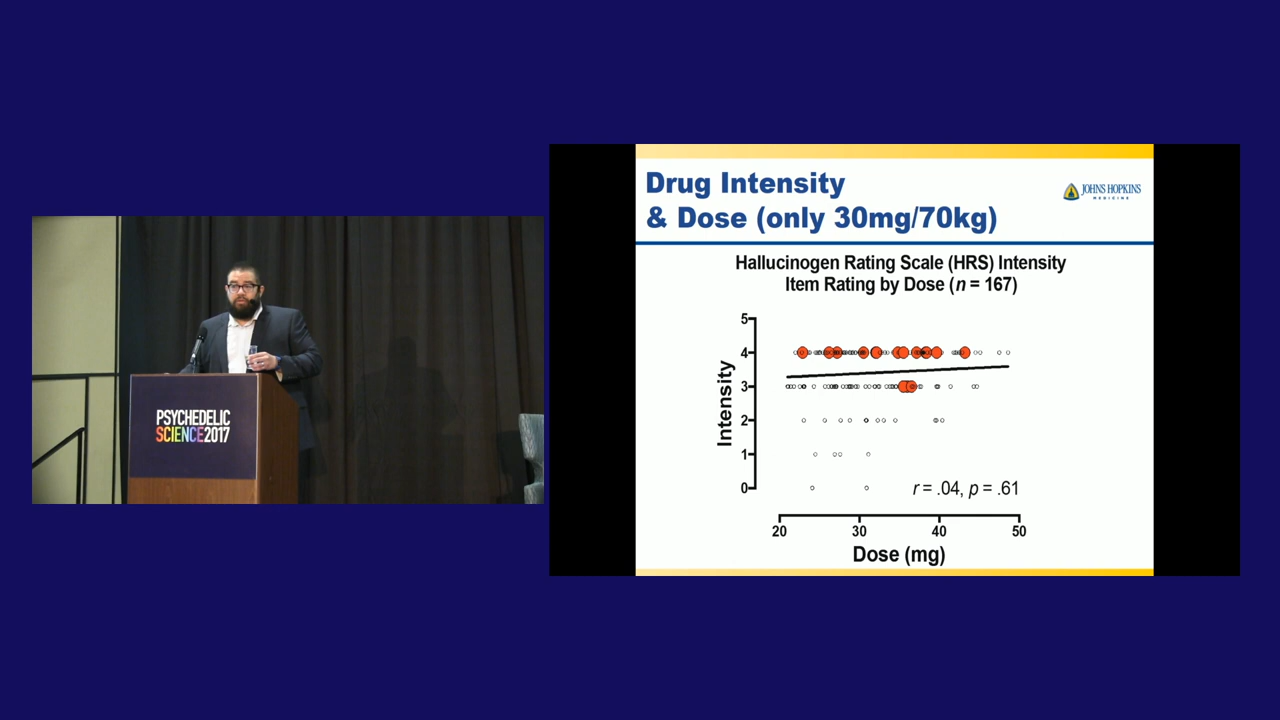 PSYCHEDELIC
SCIENCE2017
Drug Intensity
& Dose (only 30mg/70kg)
JOHNS HOPKINS
MEDICINE
Hallucinogen Rating Scale (HRS) Intensity
Item Rating by Dose (n = 167)
5
4
3
2
1
0
Intensity
r = .04, p = .61
20 30 40 50
Dose (mg)